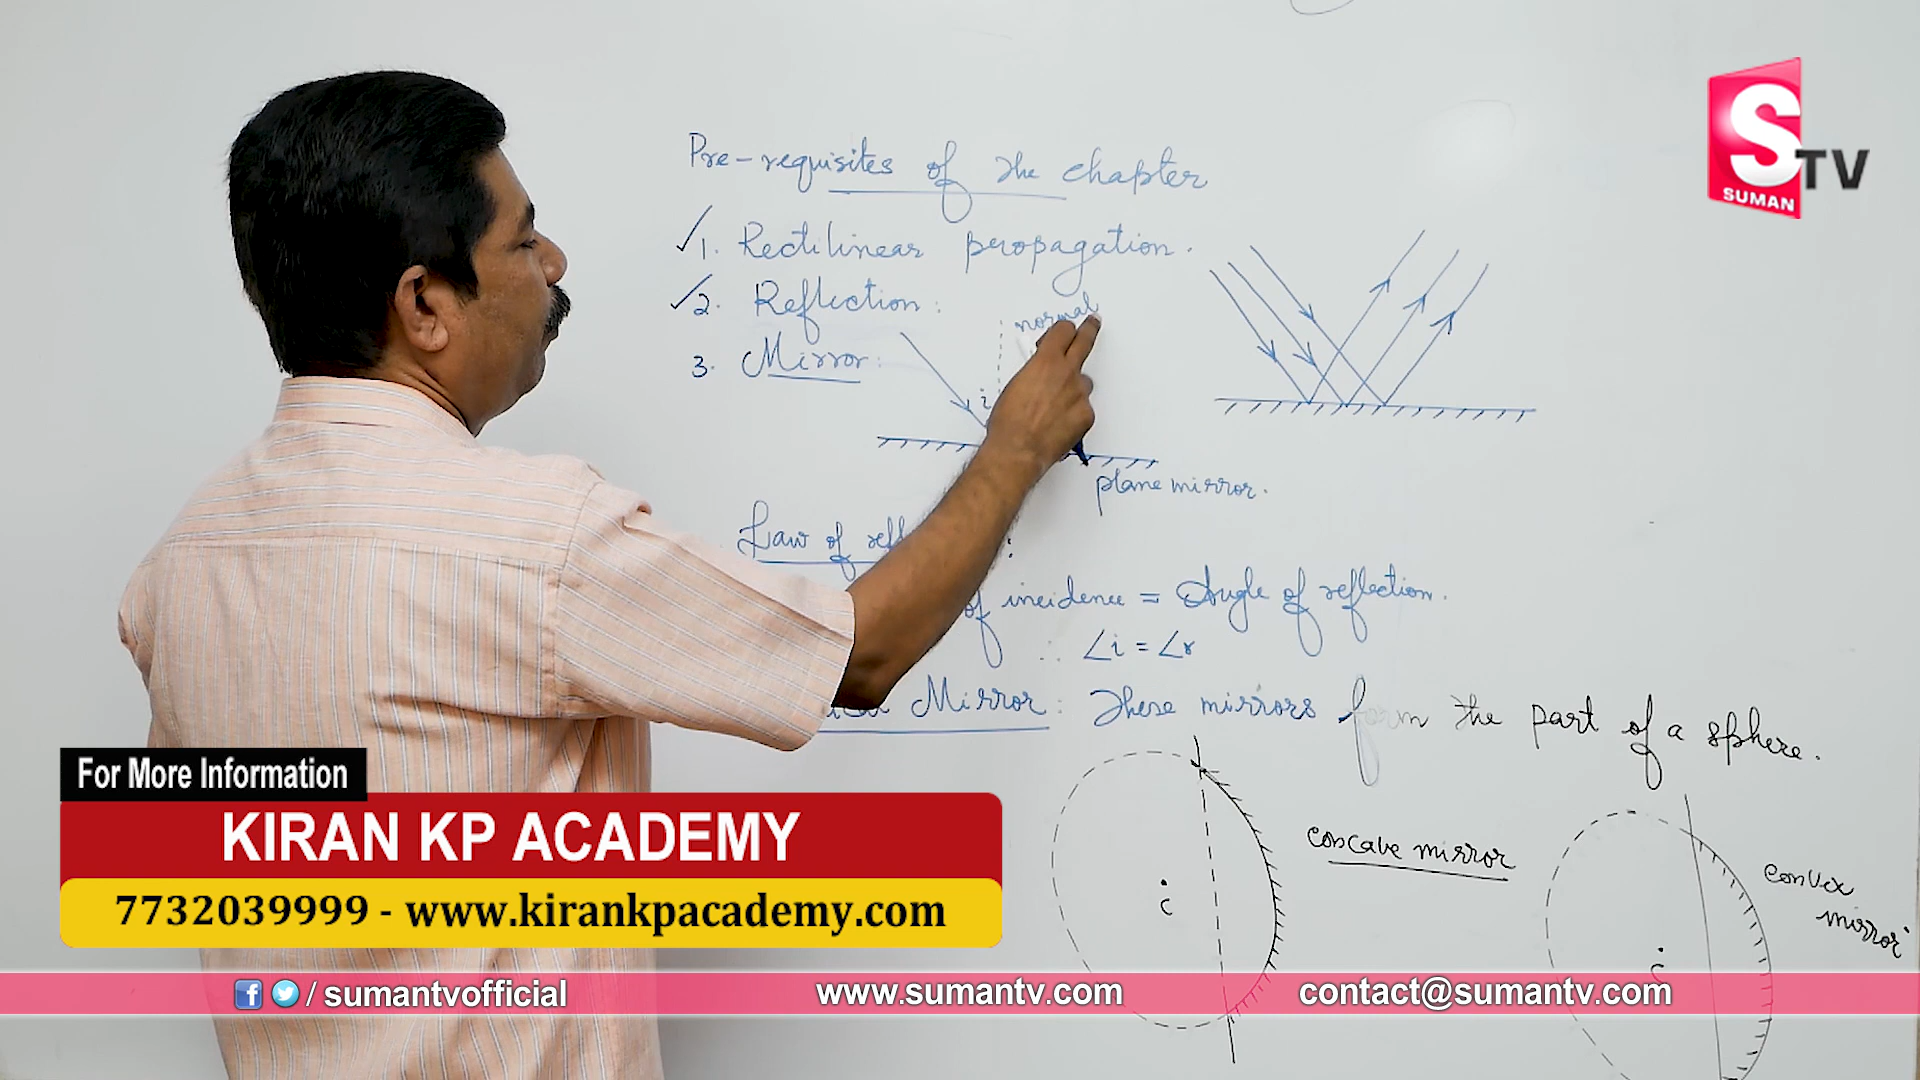 Pre-requisites of the chapter
1. Rectilinear propagation.
2. Reflection:
normal
3. Mirror:
i
plane mirror.
Law of
of incidence = Angle of reflection.
∴ ∠i = ∠r
Mirror: These mirrors form the part of a sphere.
concave mirror
convex
mirror
c
c
S TV
SUMAN
For More Information
KIRAN KP ACADEMY
7732039999 - www.kirankpacademy.com
/ sumantvofficial
www.sumantv.com
contact@sumantv.com